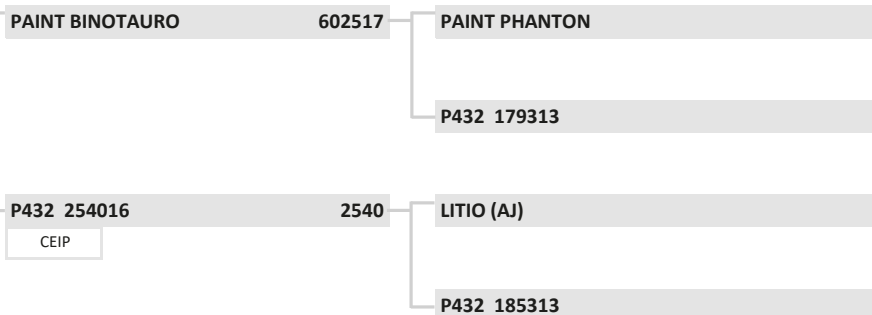 PAINT BINOTAURO 602517 PAINT PHANTON
P432 179313
P432 254016 2540 LITIO (AJ)
CEIP
P432 185313